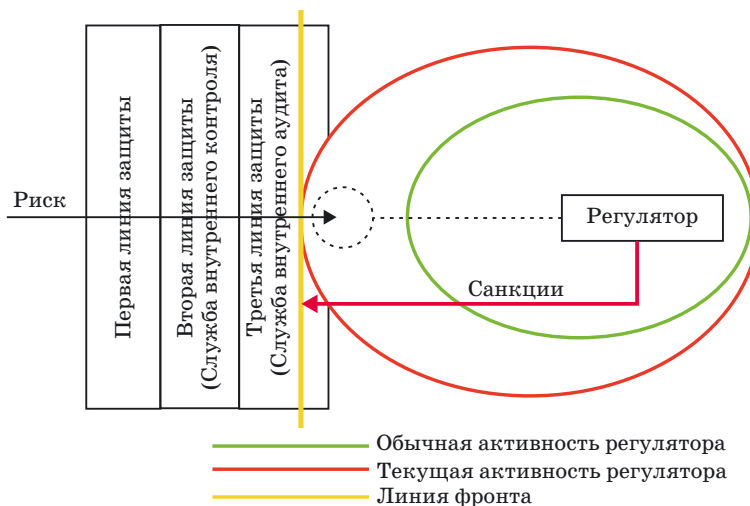 Риск
Первая линия защиты
Вторая линия защиты
(Служба внутреннего контроля)
Третья линия защиты
(Служба внутреннего аудита)
Регулятор
Санкции
Обычная активность регулятора
Текущая активность регулятора
Линия фронта